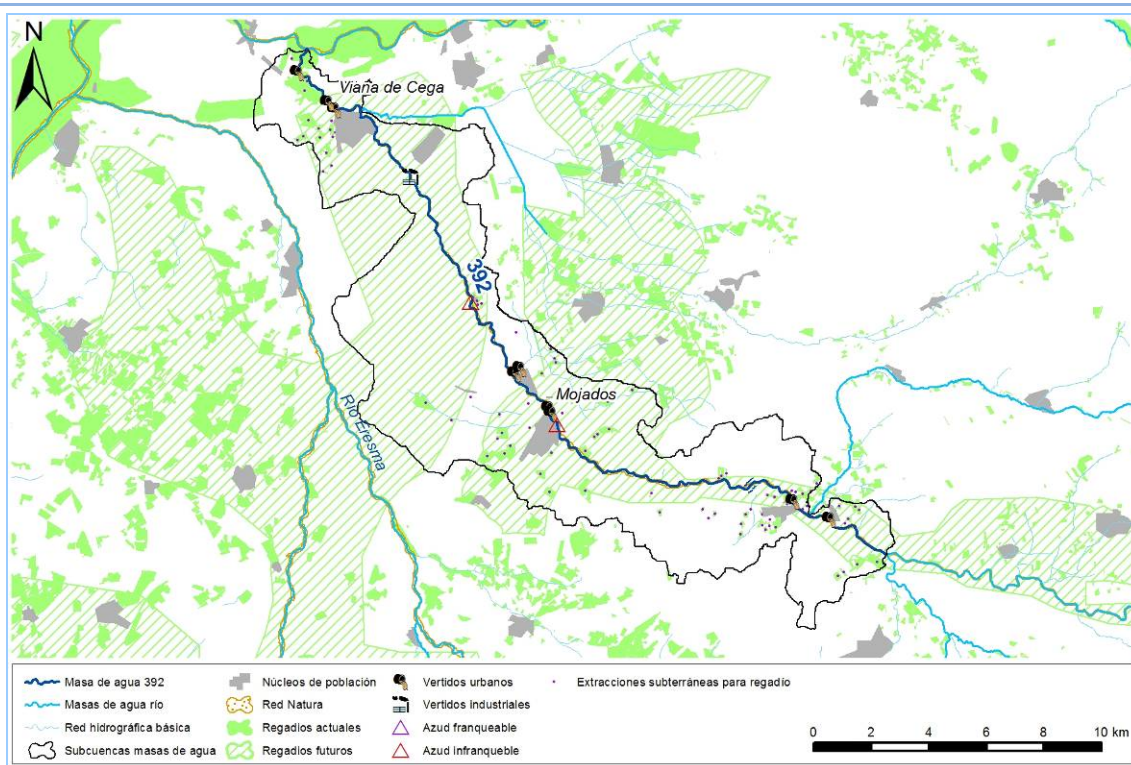 N
Viana de Cega
392
Mojados
Río Eresma
Masa de agua 392
Masas de agua río
Red hidrográfica básica
Subcuencas masas de agua
Núcleos de población
Red Natura
Regadíos actuales
Regadíos futuros
Vertidos urbanos
Vertidos industriales
Azud franqueable
Azud infranqueable
Extracciones subterráneas para regadío
0 2 4 6 8 10 km